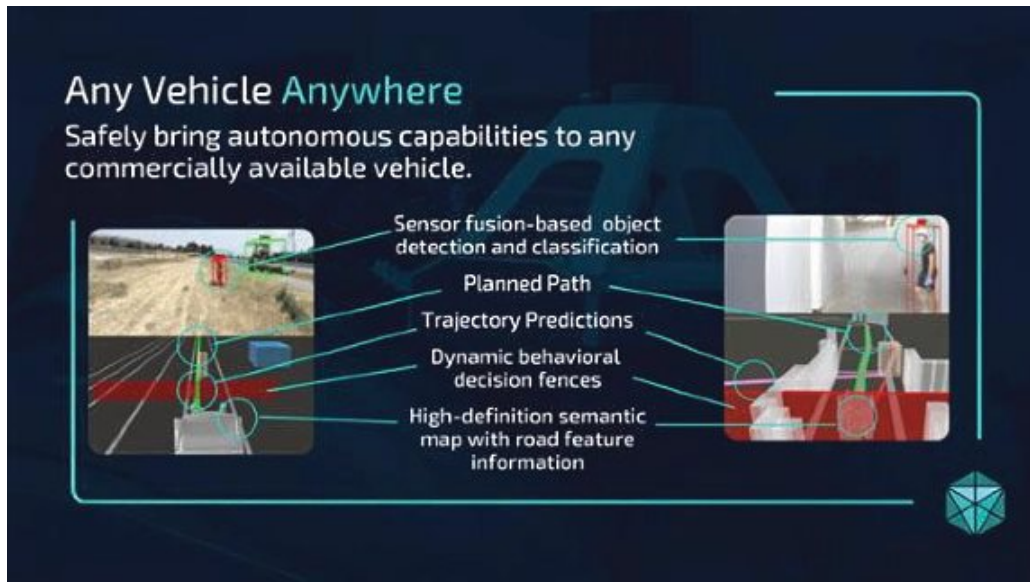 Any Vehicle Anywhere
Safely bring autonomous capabilities to any
commercially available vehicle.
Sensor fusion-based object
detection and classification
Planned Path
Trajectory Predictions
Dynamic behavioral
decision fences
High-definition semantic
map with road feature
information